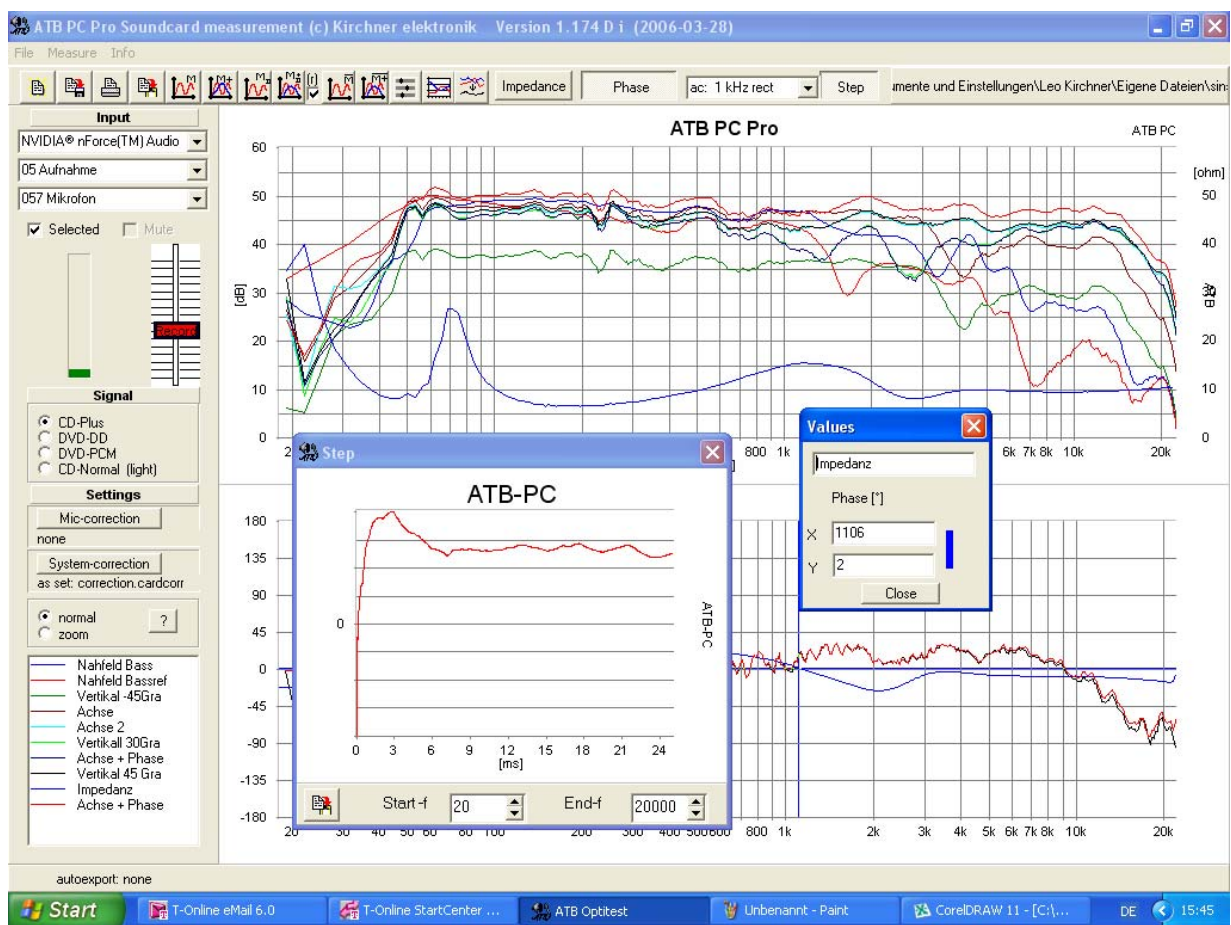 ATB PC Pro Soundcard measurement (c) Kirchner elektronik Version 1.174 D i (2006-03-28)
File Measure Info
Impedance Phase ac: 1 kHz rect Step umente und Einstellungen\Leo Kirchner\Eigene Dateien\sin
Input
NVIDIA® nForce(TM) Audio
05 Aufnahme
057 Mikrofon
Selected Mute
Record
Signal
CD-Plus
DVD-DD
DVD-PCM
CD-Normal (light)
Settings
Mic-correction
none
System-correction
as set: correction.cardcorr
normal
zoom
?
Nahfeld Bass
Nahfeld Bassref
Vertikal -45Gra
Achse
Achse 2
Vertikall 30Gra
Achse + Phase
Vertikal 45 Gra
Impedanz
Achse + Phase
autoexport: none
ATB PC Pro
ATB PC
[dB]
60
50
40
30
20
10
0
[ohm]
50
40
30
20
10
0
2 800 1k 6k 7k 8k 10k 20k
180
135
90
45
0
-45
-90
-135
-180
20 30 40 50 60 80 100 200 300 400 500 600 800 1k 2k 3k 4k 5k 6k 7k 8k 10k 20k
Step
ATB-PC
0
0 3 6 9 12 15 18 21 24
[ms]
ATB-PC
Start-f 20 End-f 20000
Values
Impedanz
Phase [°]
X 1106
Y 2
Close
Start T-Online eMail 6.0 T-Online StartCenter ... ATB Optitest Unbenannt - Paint CorelDRAW 11 - [C:\... DE 15:45